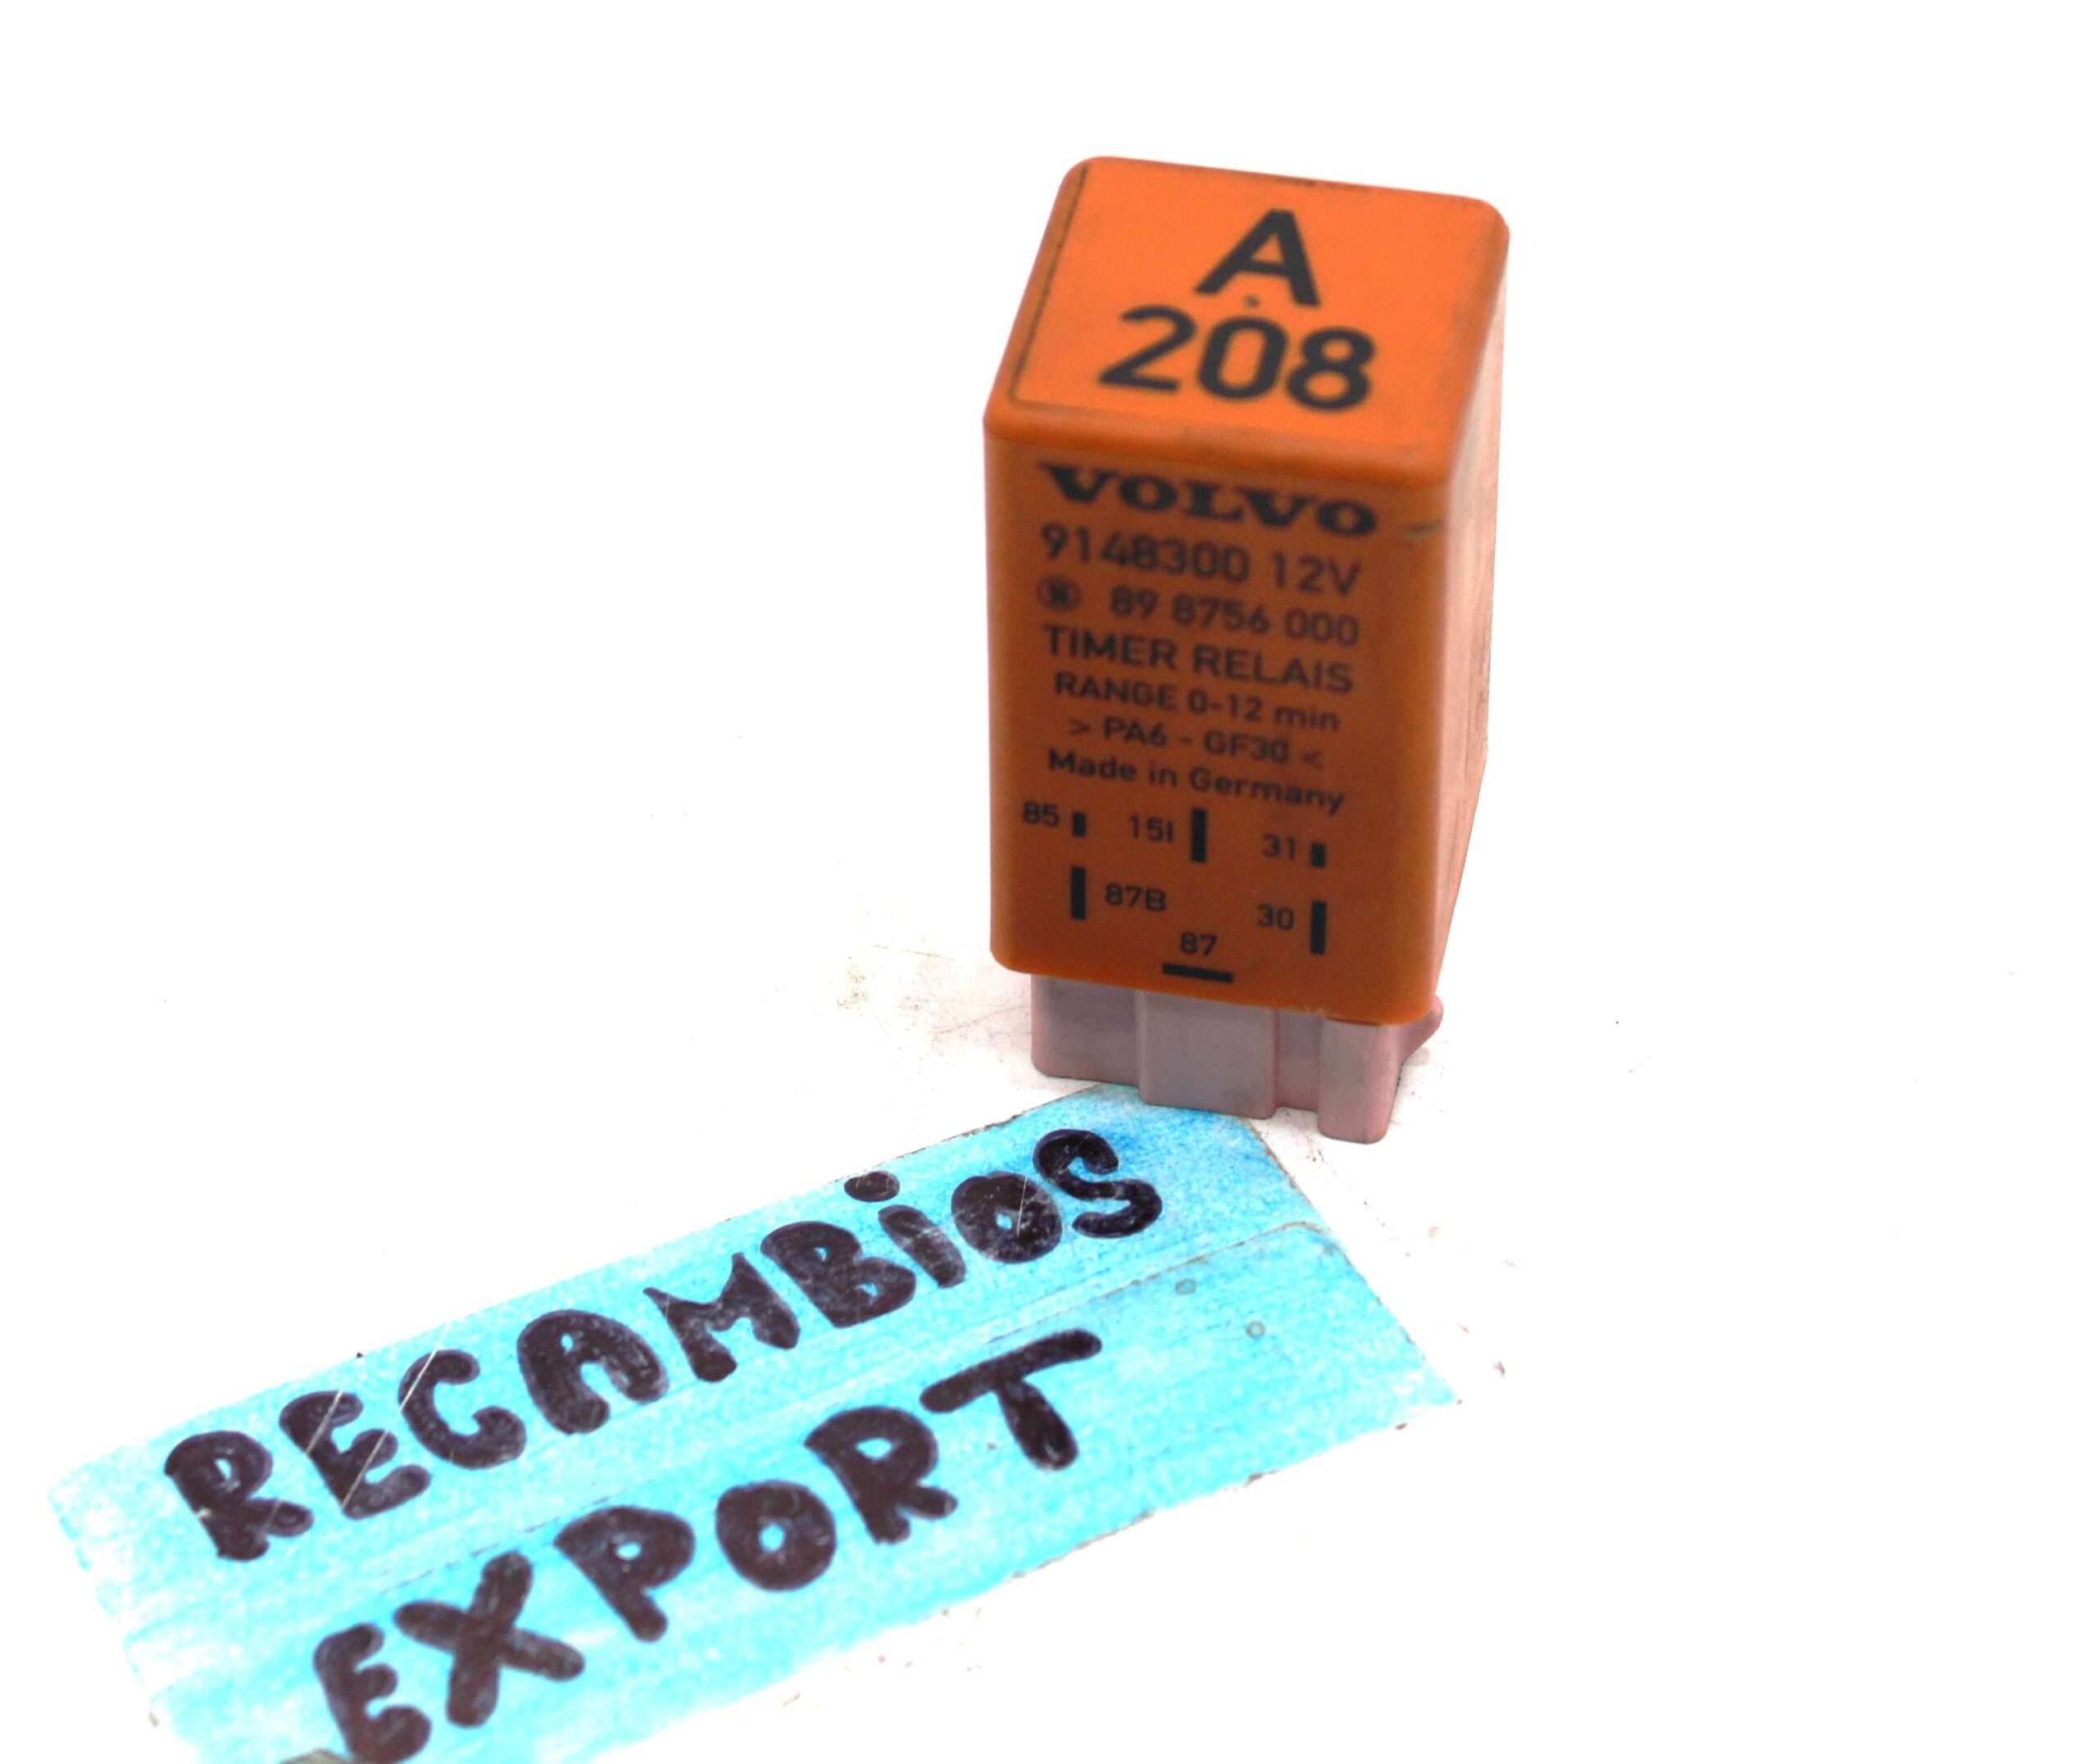 A
208
VOLVO
9148300 12V
89 8756 000
TIMER RELAIS
RANGE 0-12 min
> PA6 - GF30 <
Made in Germany
85 15I 31
87B 30
87
RECAMBiOS
EXPORT